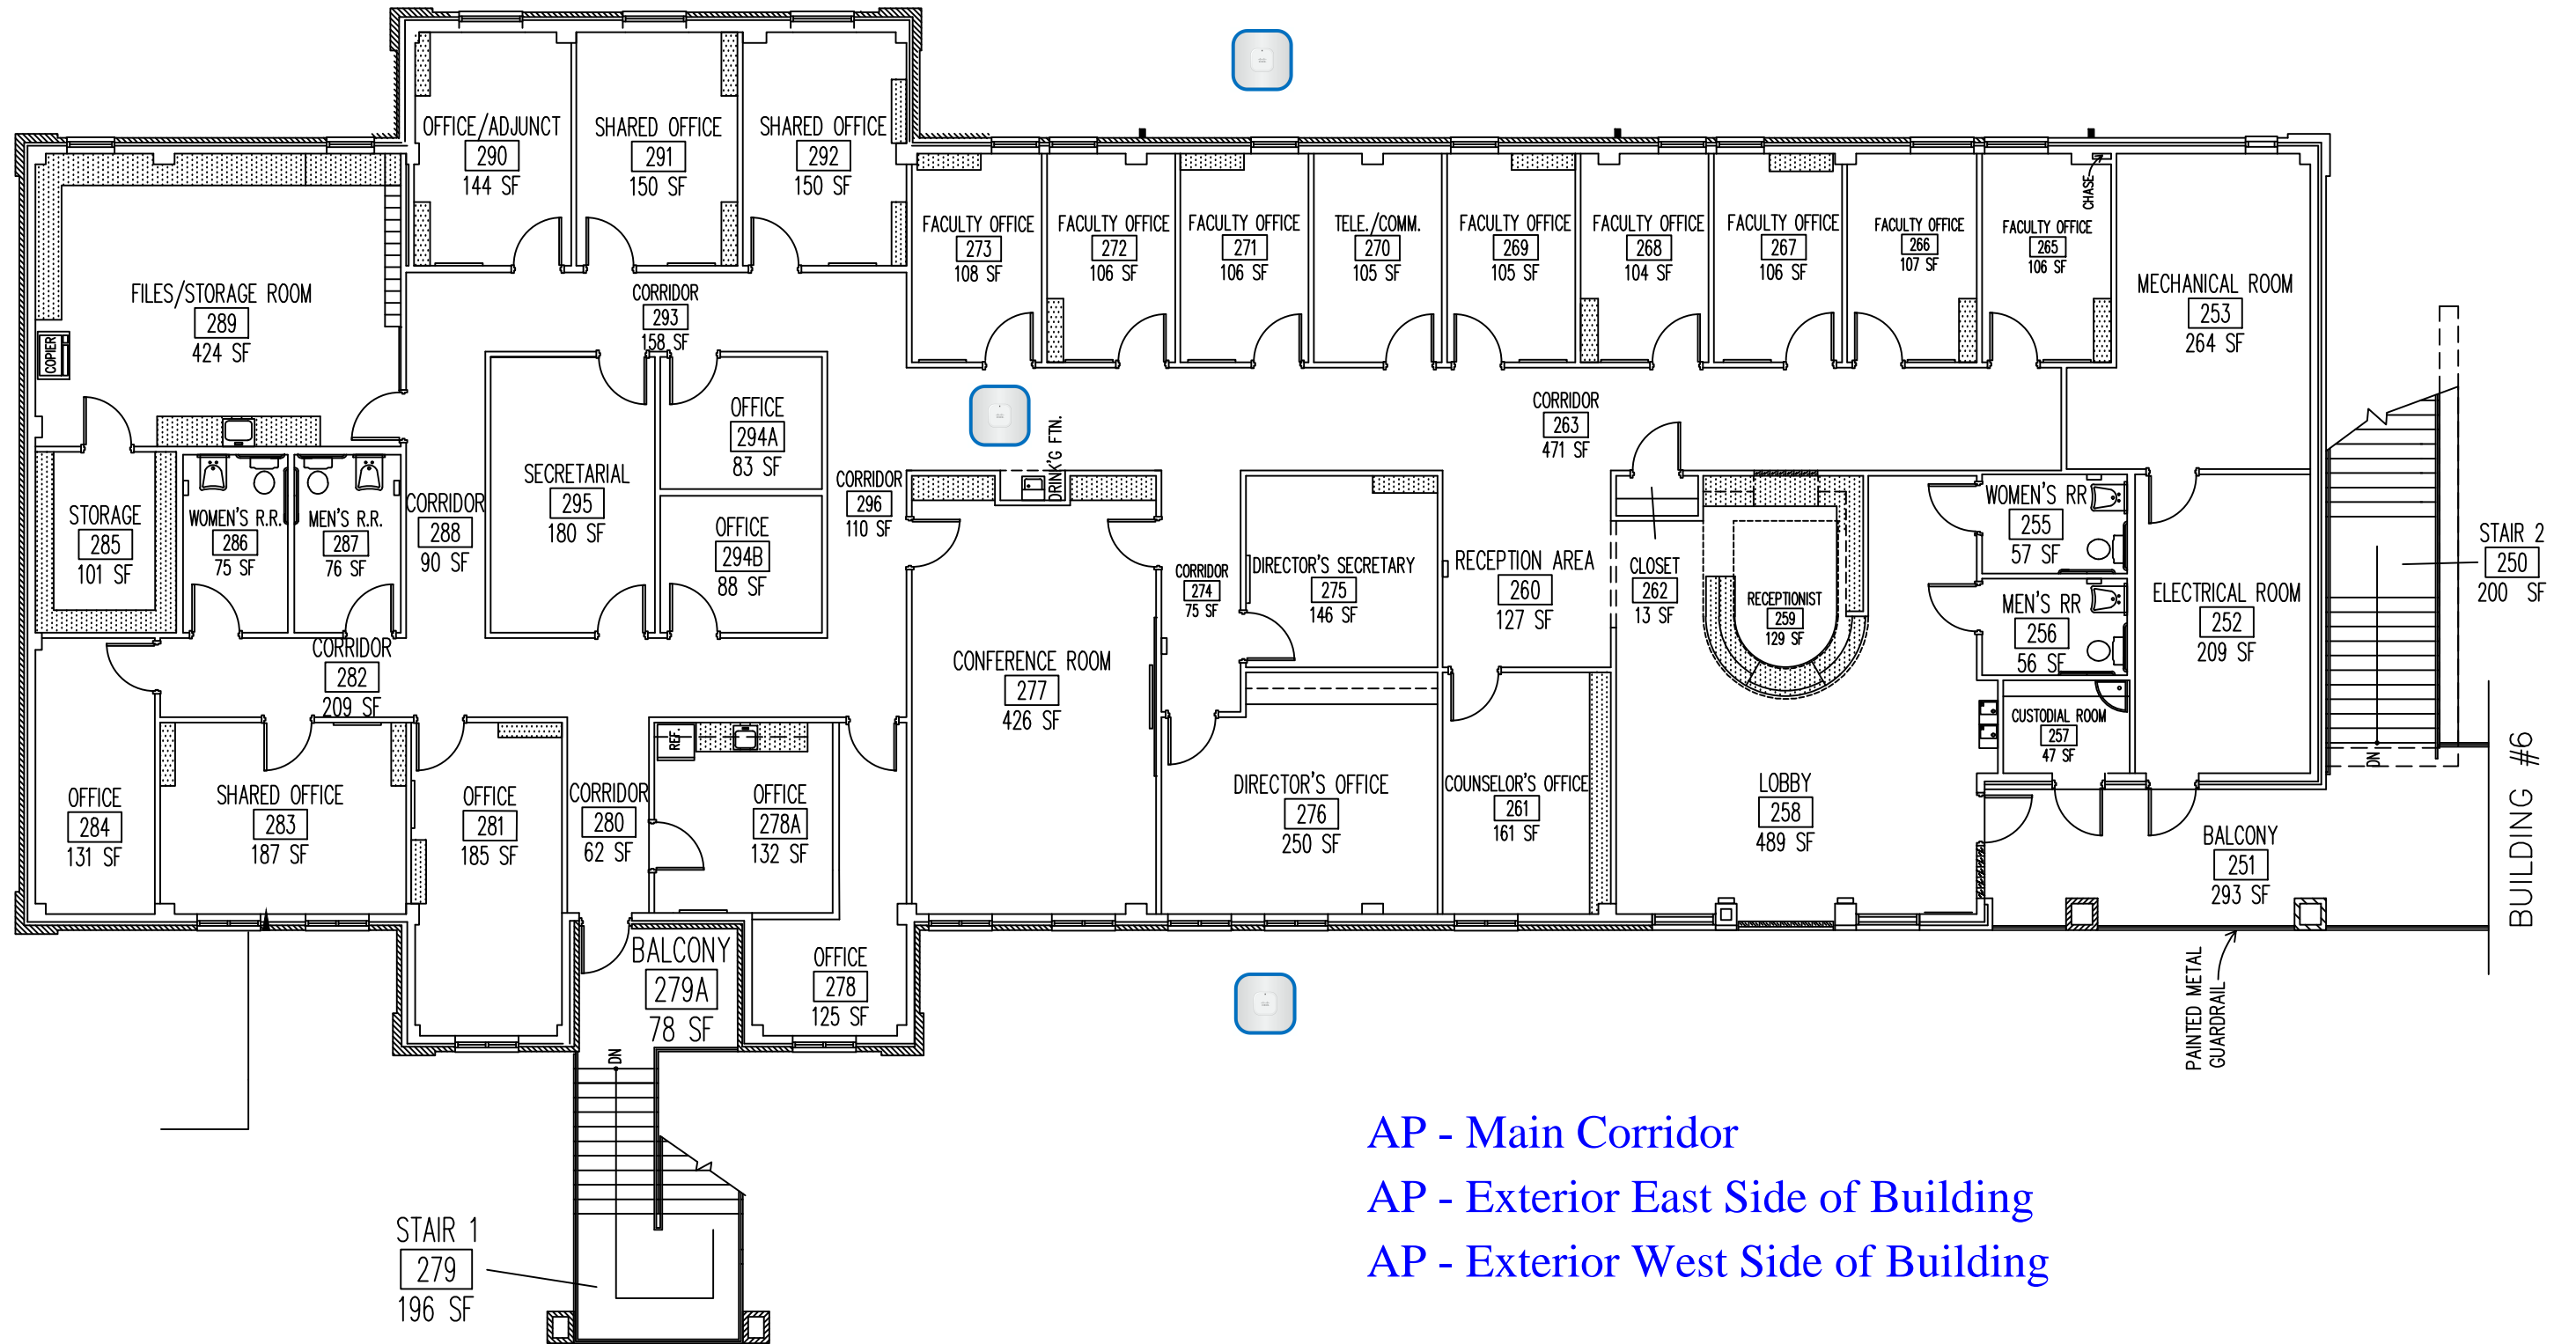 OFFICE/ADJUNCT
290
144 SF
SHARED OFFICE
291
150 SF
SHARED OFFICE
292
150 SF
FACULTY OFFICE
273
108 SF
FACULTY OFFICE
272
106 SF
FACULTY OFFICE
271
106 SF
TELE./COMM.
270
105 SF
FACULTY OFFICE
269
105 SF
FACULTY OFFICE
268
104 SF
FACULTY OFFICE
267
106 SF
FACULTY OFFICE
266
107 SF
FACULTY OFFICE
265
106 SF
CHASE
MECHANICAL ROOM
253
264 SF
FILES/STORAGE ROOM
289
424 SF
COPIER
CORRIDOR
293
158 SF
OFFICE
294A
83 SF
CORRIDOR
263
471 SF
DRINK'G FTN.
STORAGE
285
101 SF
WOMEN'S R.R.
286
75 SF
MEN'S R.R.
287
76 SF
CORRIDOR
288
90 SF
SECRETARIAL
295
180 SF
OFFICE
294B
88 SF
CORRIDOR
296
110 SF
CORRIDOR
274
75 SF
DIRECTOR'S SECRETARY
275
146 SF
RECEPTION AREA
260
127 SF
CLOSET
262
13 SF
RECEPTIONIST
259
129 SF
WOMEN'S RR
255
57 SF
MEN'S RR
256
56 SF
ELECTRICAL ROOM
252
209 SF
STAIR 2
250
200 SF
DN
CORRIDOR
282
209 SF
CONFERENCE ROOM
277
426 SF
CUSTODIAL ROOM
257
47 SF
OFFICE
284
131 SF
SHARED OFFICE
283
187 SF
OFFICE
281
185 SF
CORRIDOR
280
62 SF
REF.
OFFICE
278A
132 SF
DIRECTOR'S OFFICE
276
250 SF
COUNSELOR'S OFFICE
261
161 SF
LOBBY
258
489 SF
BALCONY
251
293 SF
BUILDING #6
BALCONY
279A
78 SF
OFFICE
278
125 SF
DN
PAINTED METAL
GUARDRAIL
STAIR 1
279
196 SF
AP - Main Corridor
AP - Exterior East Side of Building
AP - Exterior West Side of Building